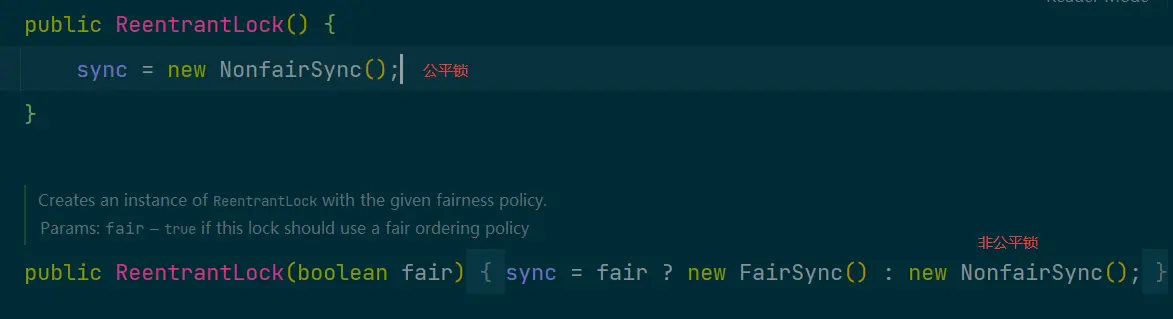 Reader Mode
public ReentrantLock() {
sync = new NonfairSync(); 公平锁
}
Creates an instance of ReentrantLock with the given fairness policy.
Params: fair – true if this lock should use a fair ordering policy
非公平锁
public ReentrantLock(boolean fair) { sync = fair ? new FairSync() : new NonfairSync(); }